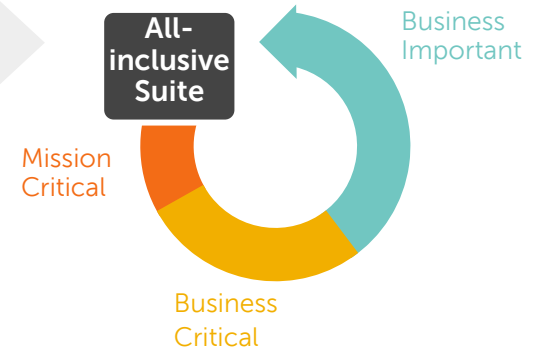 All-
inclusive
Suite
Business
Important
Mission
Critical
Business
Critical